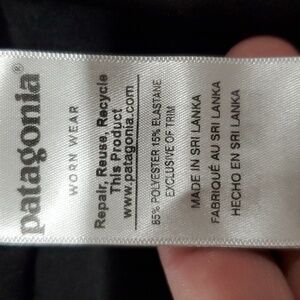 patagonia®
WORN WEAR
Repair, Reuse, Recycle
This Product
www.patagonia.com
85% POLYESTER 15% ELASTANE
EXCLUSIVE OF TRIM
MADE IN SRI LANKA
FABRIQUÉ AU SRI LANKA
HECHO EN SRI LANKA